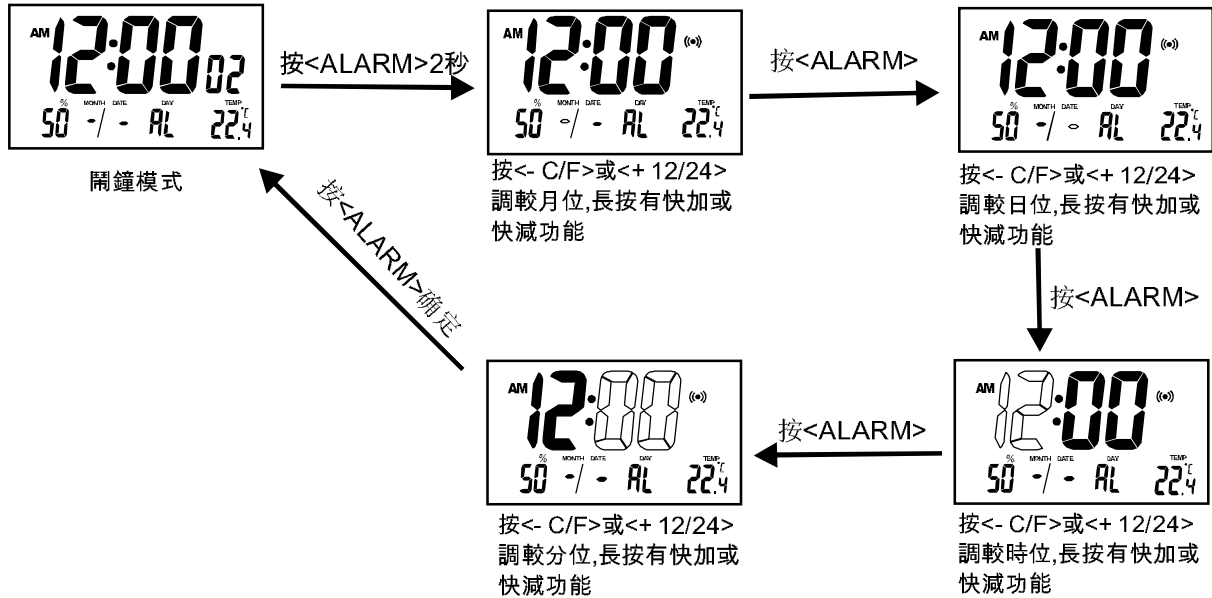 AM 12:00 02
% MONTH DATE DAY TEMP
50 -/- AL 22.4 °C
鬧鐘模式
按<ALARM>2秒
AM 12:00
% MONTH DATE DAY TEMP
50 -/- AL 22.4 °C
按<- C/F>或<+ 12/24>
調較月位,長按有快加或
快減功能
按<ALARM>
AM 12:00
% MONTH DATE DAY TEMP
50 -/- AL 22.4 °C
按<- C/F>或<+ 12/24>
調較日位,長按有快加或
快減功能
按<ALARM>
AM 12:00
% MONTH DATE DAY TEMP
50 -/- AL 22.4 °C
按<- C/F>或<+ 12/24>
調較時位,長按有快加或
快減功能
按<ALARM>
AM 12:00
% MONTH DATE DAY TEMP
50 -/- AL 22.4 °C
按<- C/F>或<+ 12/24>
調較分位,長按有快加或
快減功能
按<ALARM>确定